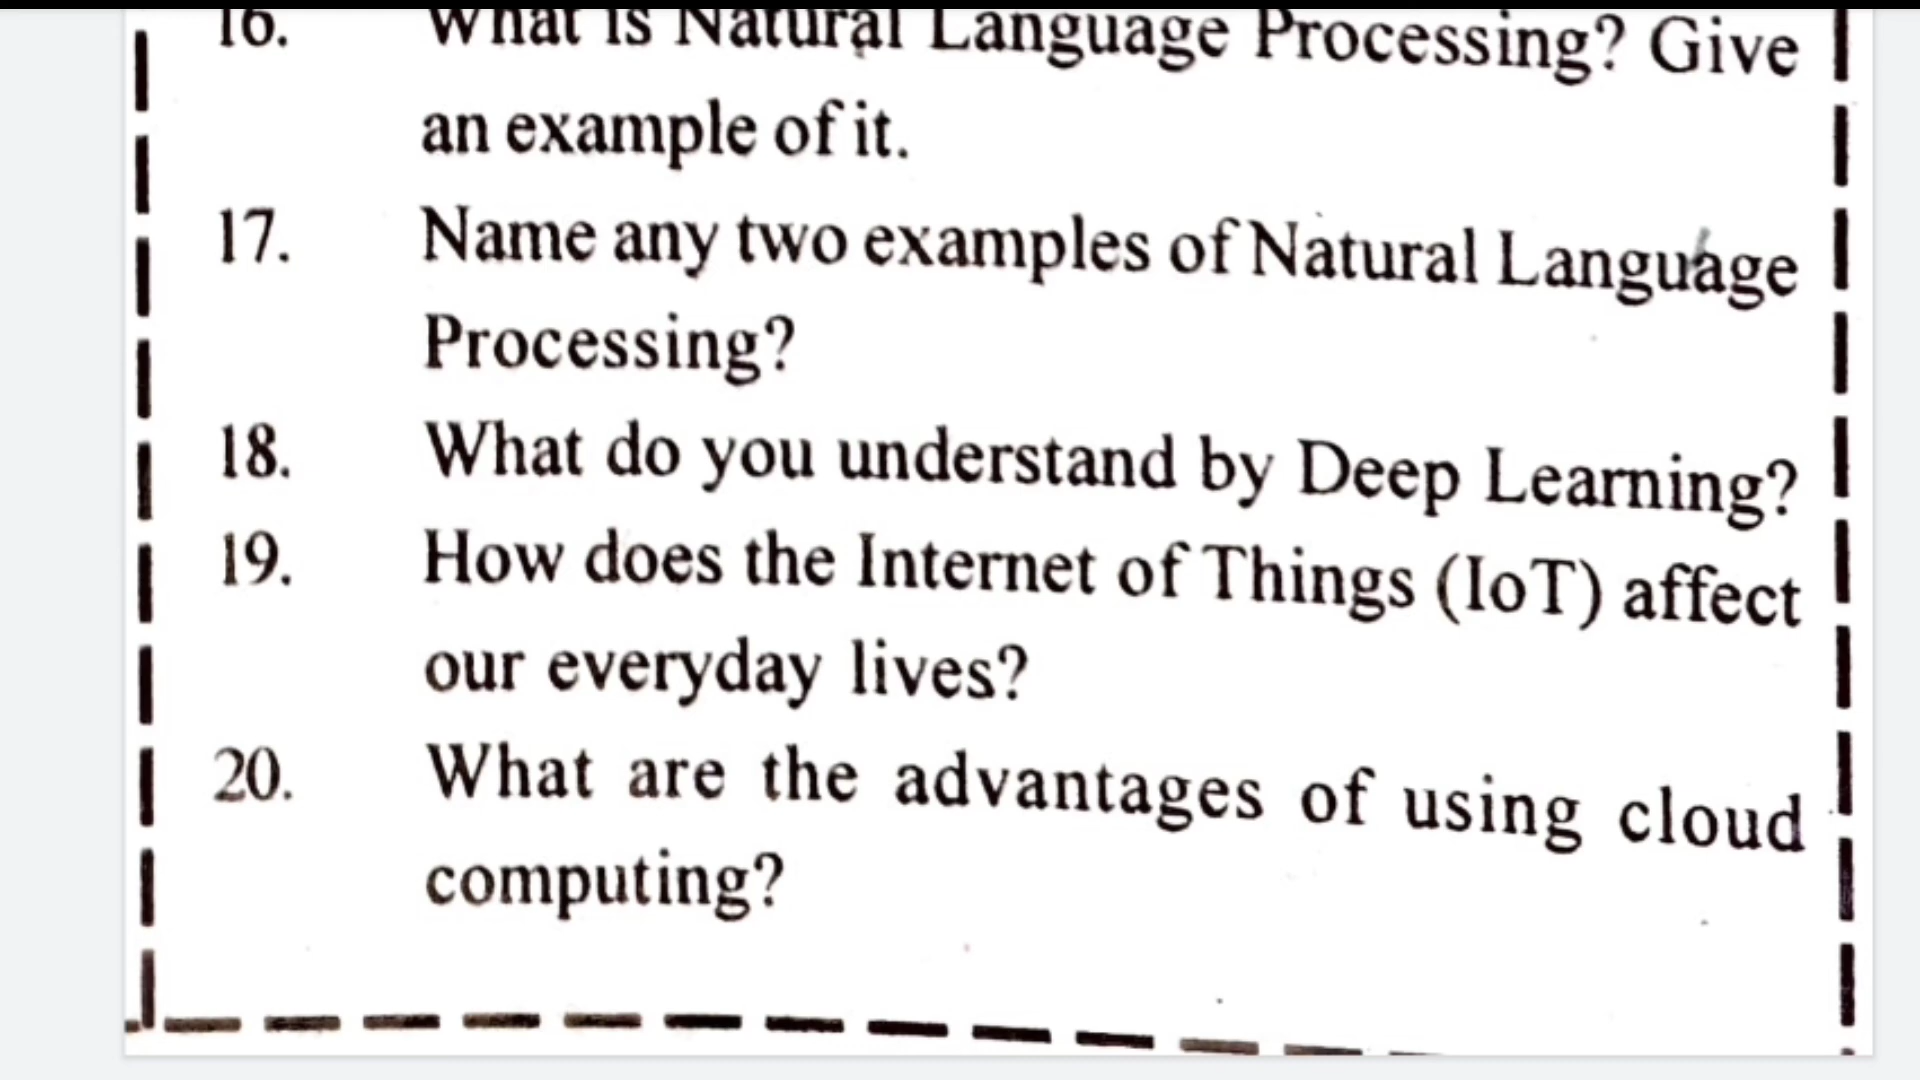 16. What is Natural Language Processing? Give
an example of it.
17. Name any two examples of Natural Language
Processing?
18. What do you understand by Deep Learning?
19. How does the Internet of Things (IoT) affect
our everyday lives?
20. What are the advantages of using cloud
computing?